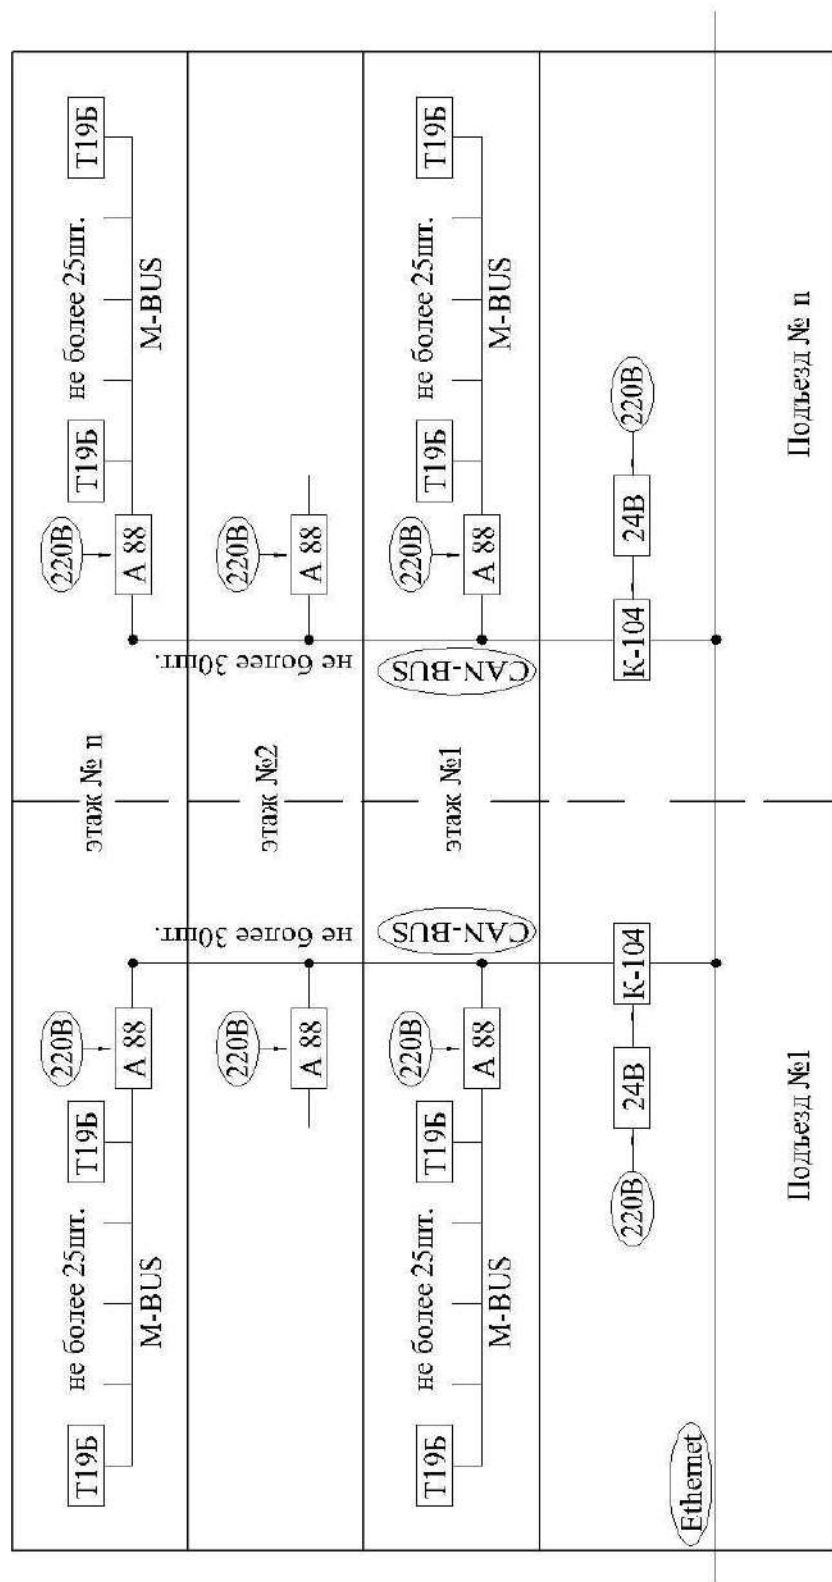 220В
220В
Т19Б
не более 25шт.
Т19Б
этаж № n
Т19Б
не более 25шт.
Т19Б
А 88
А 88
M-BUS
M-BUS
не более 30шт.
не более 30шт.
220В
этаж №2
220В
А 88
А 88
CAN-BUS
CAN-BUS
220В
220В
Т19Б
не более 25шт.
Т19Б
этаж №1
Т19Б
не более 25шт.
Т19Б
А 88
А 88
M-BUS
M-BUS
220В
24В
К-104
К-104
24В
220В
Ethernet
Подъезд №1
Подъезд № n